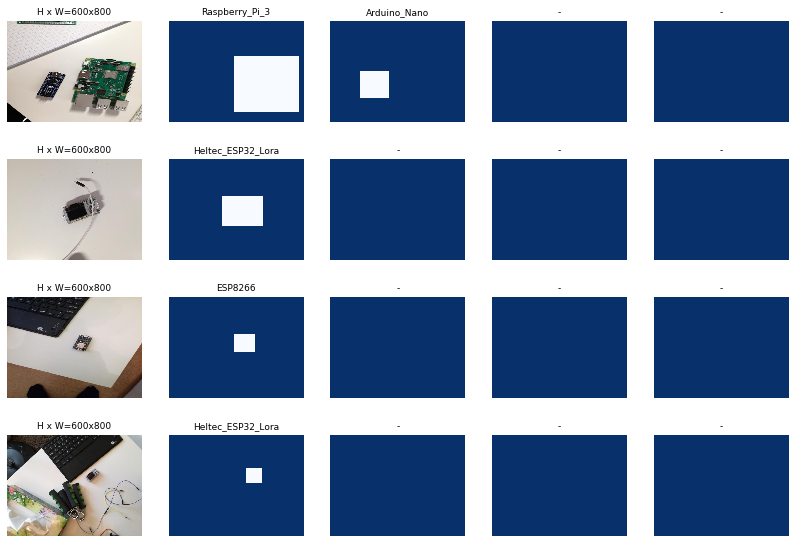 H x W=600x800
Raspberry_Pi_3
Arduino_Nano
-
-
H x W=600x800
Heltec_ESP32_Lora
-
-
-
H x W=600x800
ESP8266
-
-
-
H x W=600x800
Heltec_ESP32_Lora
-
-
-